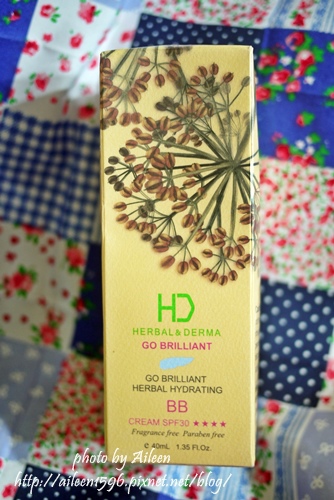 HD
HERBAL & DERMA
GO BRILLIANT
GO BRILLIANT
HERBAL HYDRATING
BB
CREAM SPF30 ★★★★
Fragrance free Paraben free
e 40mL 1.35 Fl.Oz.
photo by Aileen
http://aileen1596.pixnet.net/blog/